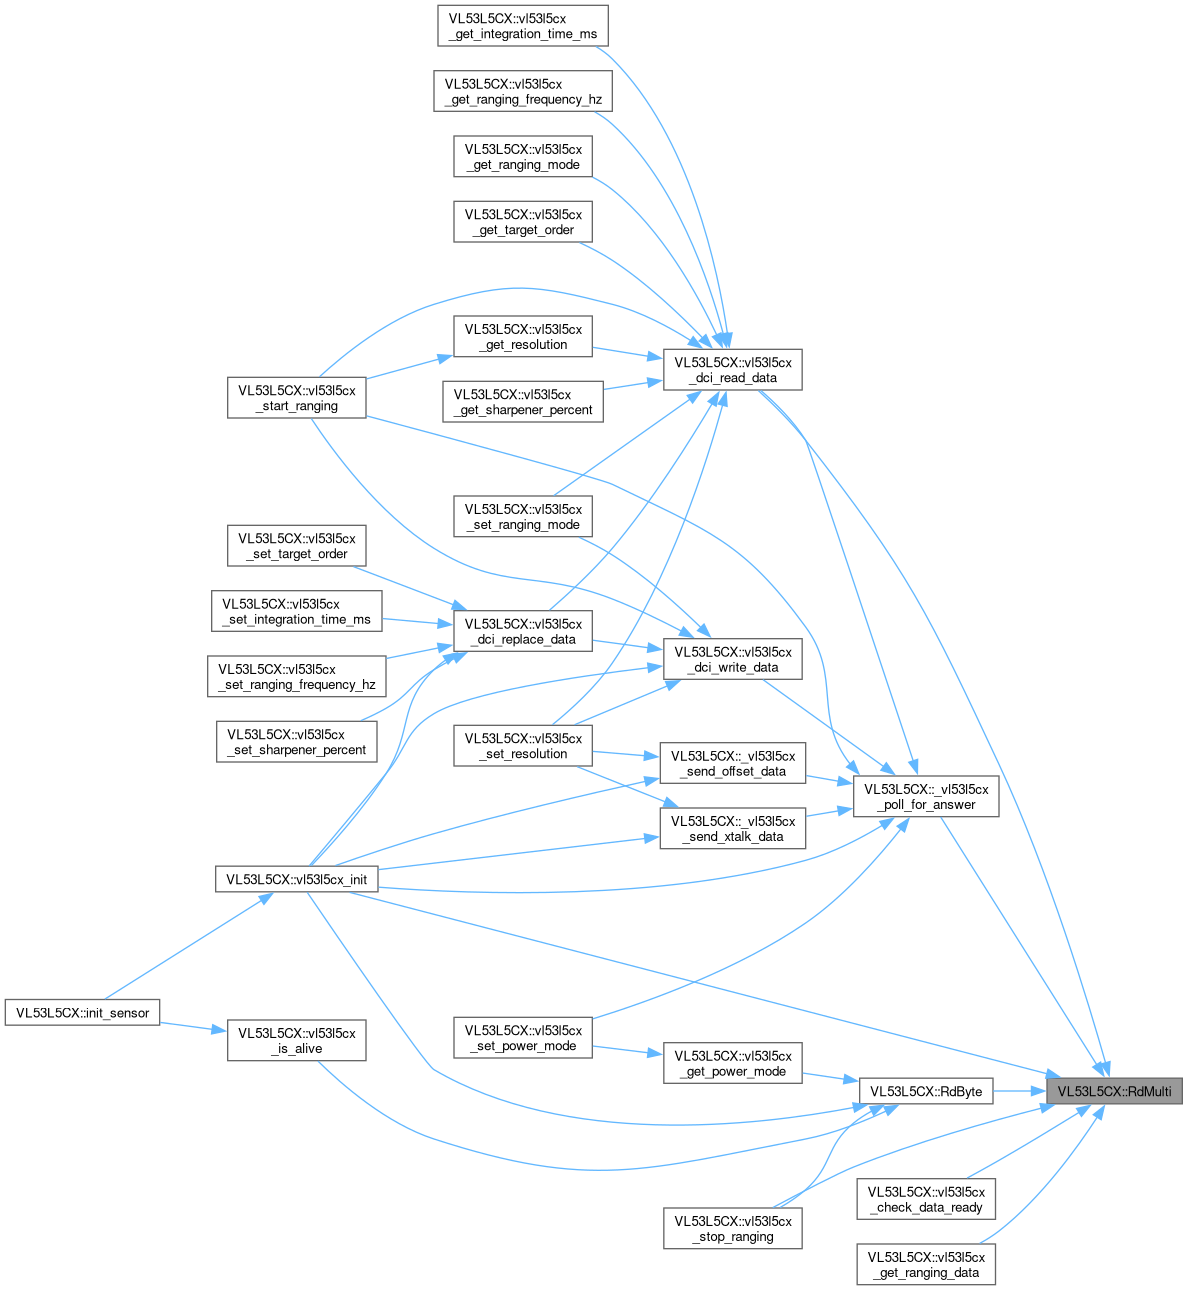 VL53L5CX::vl53l5cx
_get_integration_time_ms
VL53L5CX::vl53l5cx
_get_ranging_frequency_hz
VL53L5CX::vl53l5cx
_get_ranging_mode
VL53L5CX::vl53l5cx
_get_target_order
VL53L5CX::vl53l5cx
_get_resolution
VL53L5CX::vl53l5cx
_dci_read_data
VL53L5CX::vl53l5cx
_start_ranging
VL53L5CX::vl53l5cx
_get_sharpener_percent
VL53L5CX::vl53l5cx
_set_ranging_mode
VL53L5CX::vl53l5cx
_set_target_order
VL53L5CX::vl53l5cx
_set_integration_time_ms
VL53L5CX::vl53l5cx
_dci_replace_data
VL53L5CX::vl53l5cx
_dci_write_data
VL53L5CX::vl53l5cx
_set_ranging_frequency_hz
VL53L5CX::vl53l5cx
_set_sharpener_percent
VL53L5CX::vl53l5cx
_set_resolution
VL53L5CX::_vl53l5cx
_send_offset_data
VL53L5CX::_vl53l5cx
_poll_for_answer
VL53L5CX::_vl53l5cx
_send_xtalk_data
VL53L5CX::vl53l5cx_init
VL53L5CX::init_sensor
VL53L5CX::vl53l5cx
_is_alive
VL53L5CX::vl53l5cx
_set_power_mode
VL53L5CX::vl53l5cx
_get_power_mode
VL53L5CX::RdByte
VL53L5CX::RdMulti
VL53L5CX::vl53l5cx
_check_data_ready
VL53L5CX::vl53l5cx
_stop_ranging
VL53L5CX::vl53l5cx
_get_ranging_data